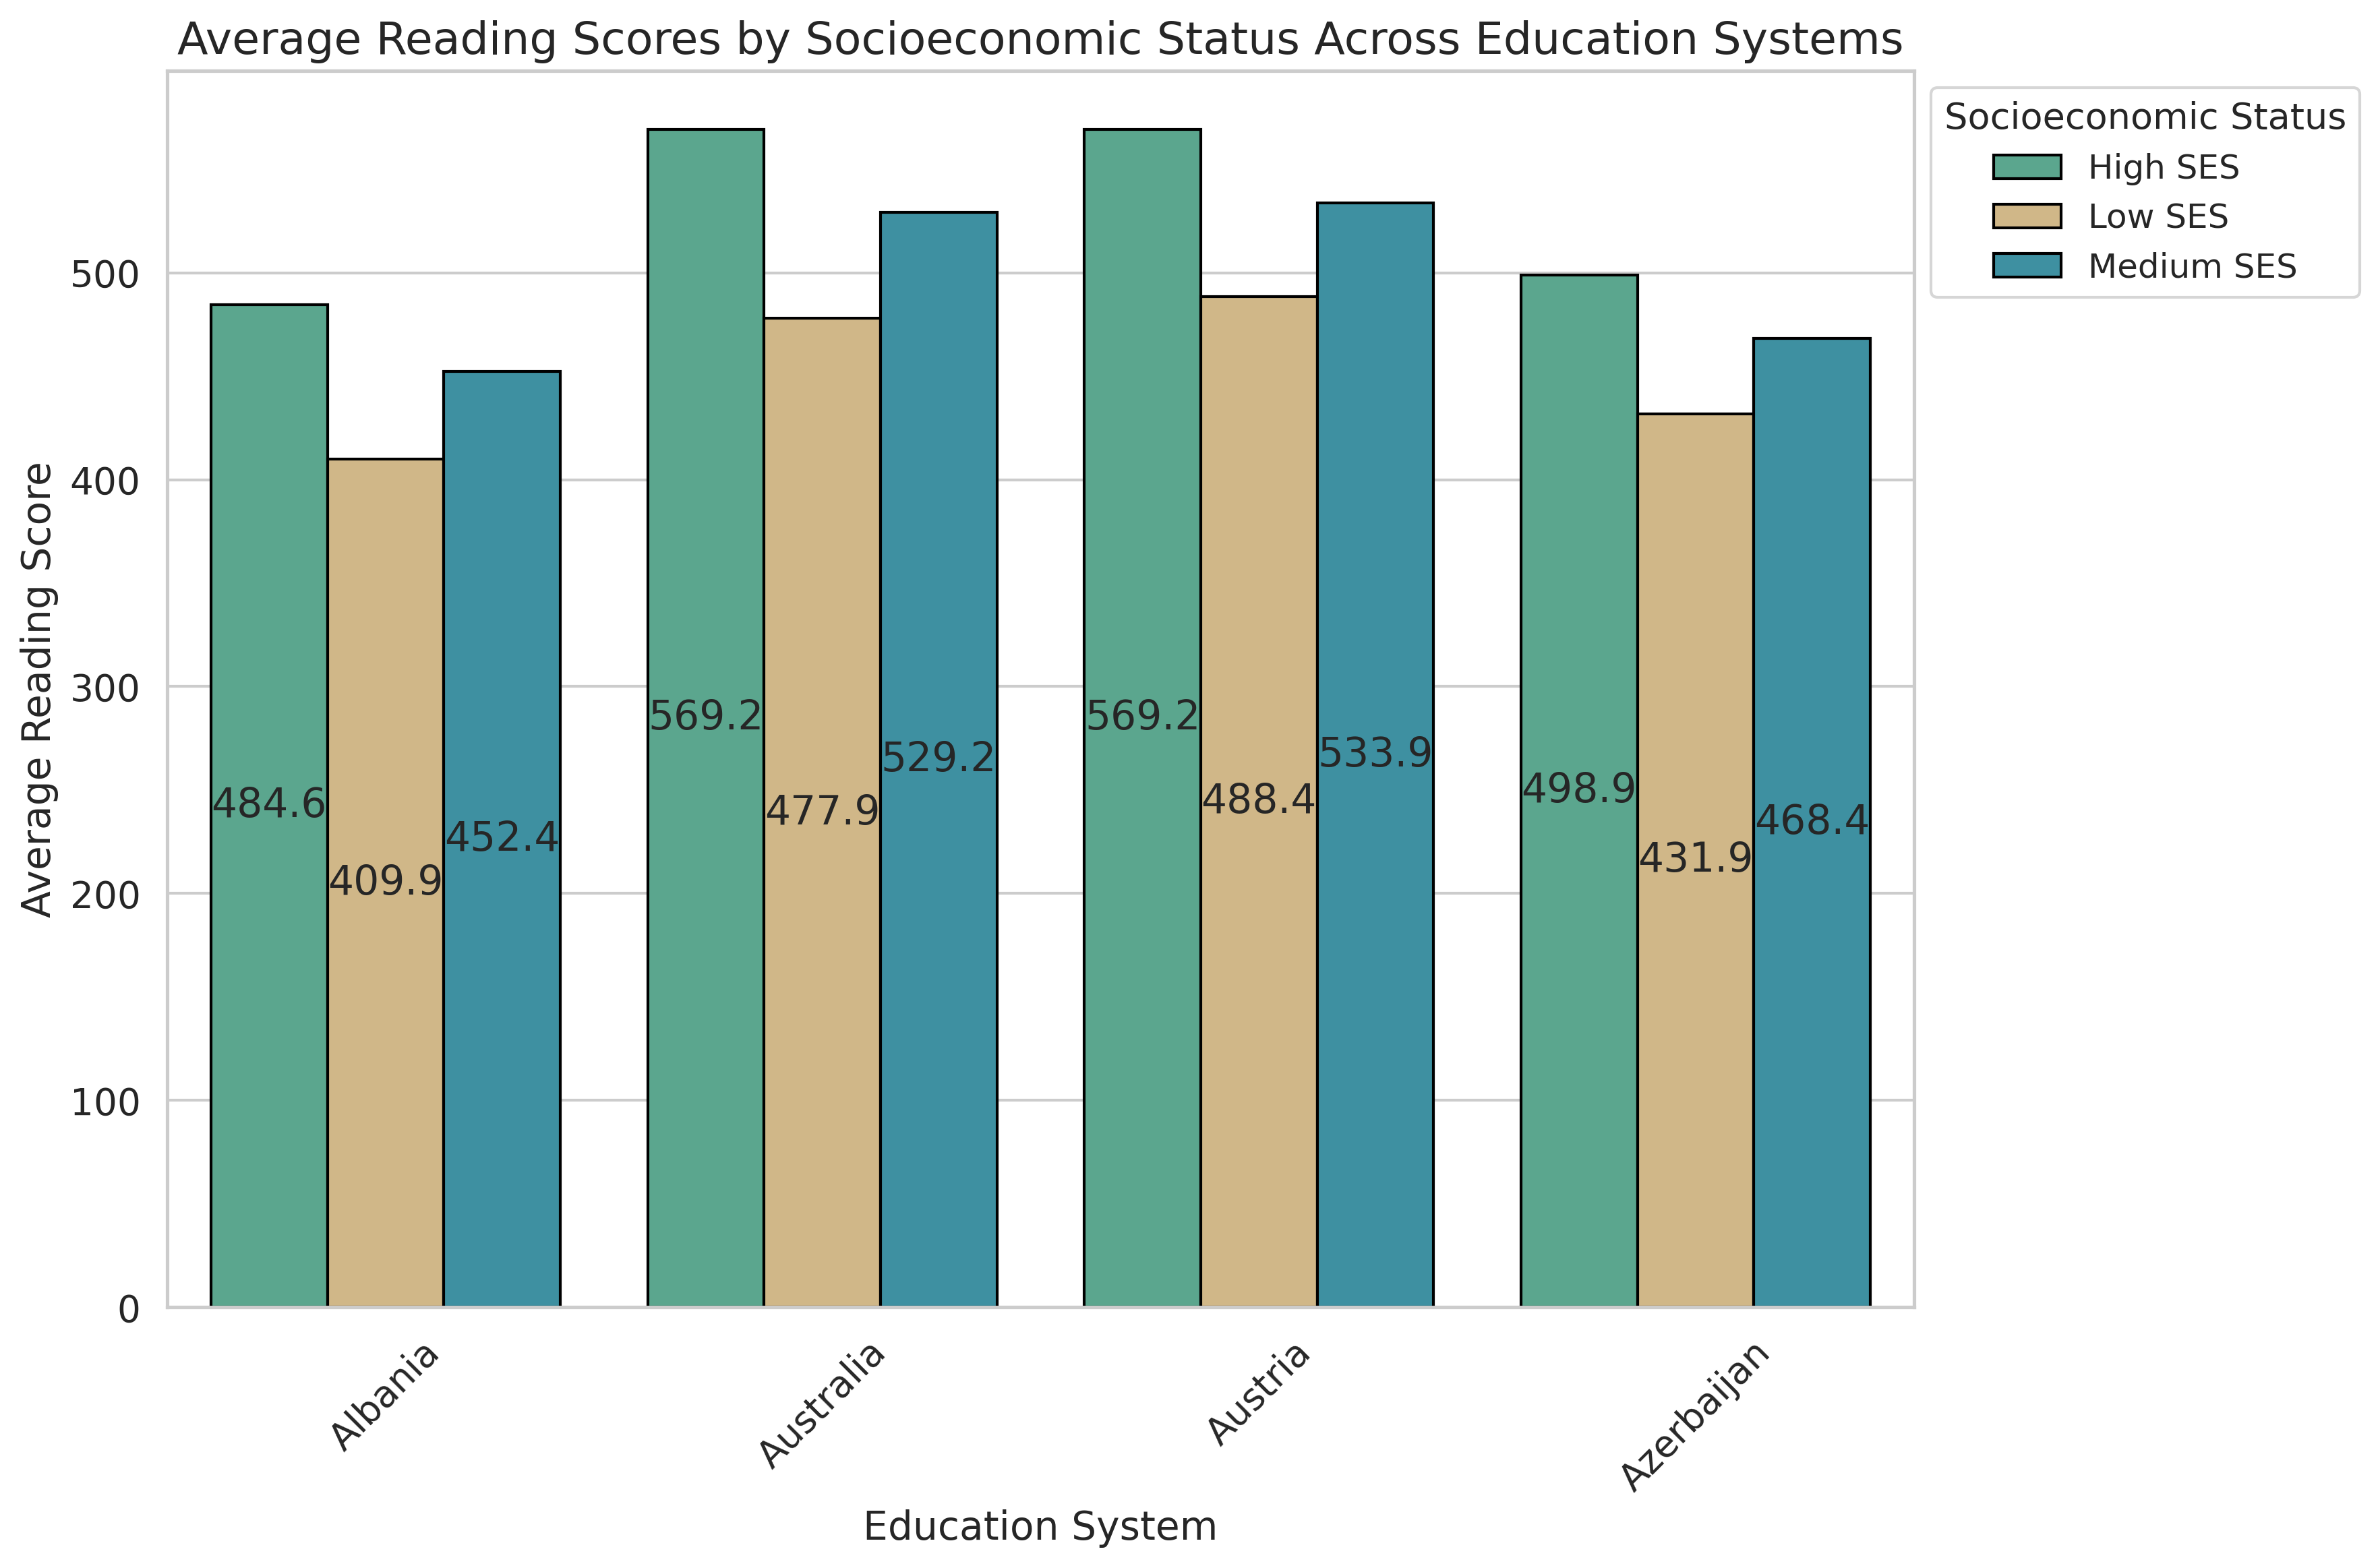 Average Reading Scores by Socioeconomic Status Across Education Systems
Socioeconomic Status
High SES
Low SES
Medium SES
Average Reading Score
500
400
300
200
100
0
484.6
409.9
452.4
569.2
477.9
529.2
569.2
488.4
533.9
498.9
431.9
468.4
Albania
Australia
Austria
Azerbaijan
Education System